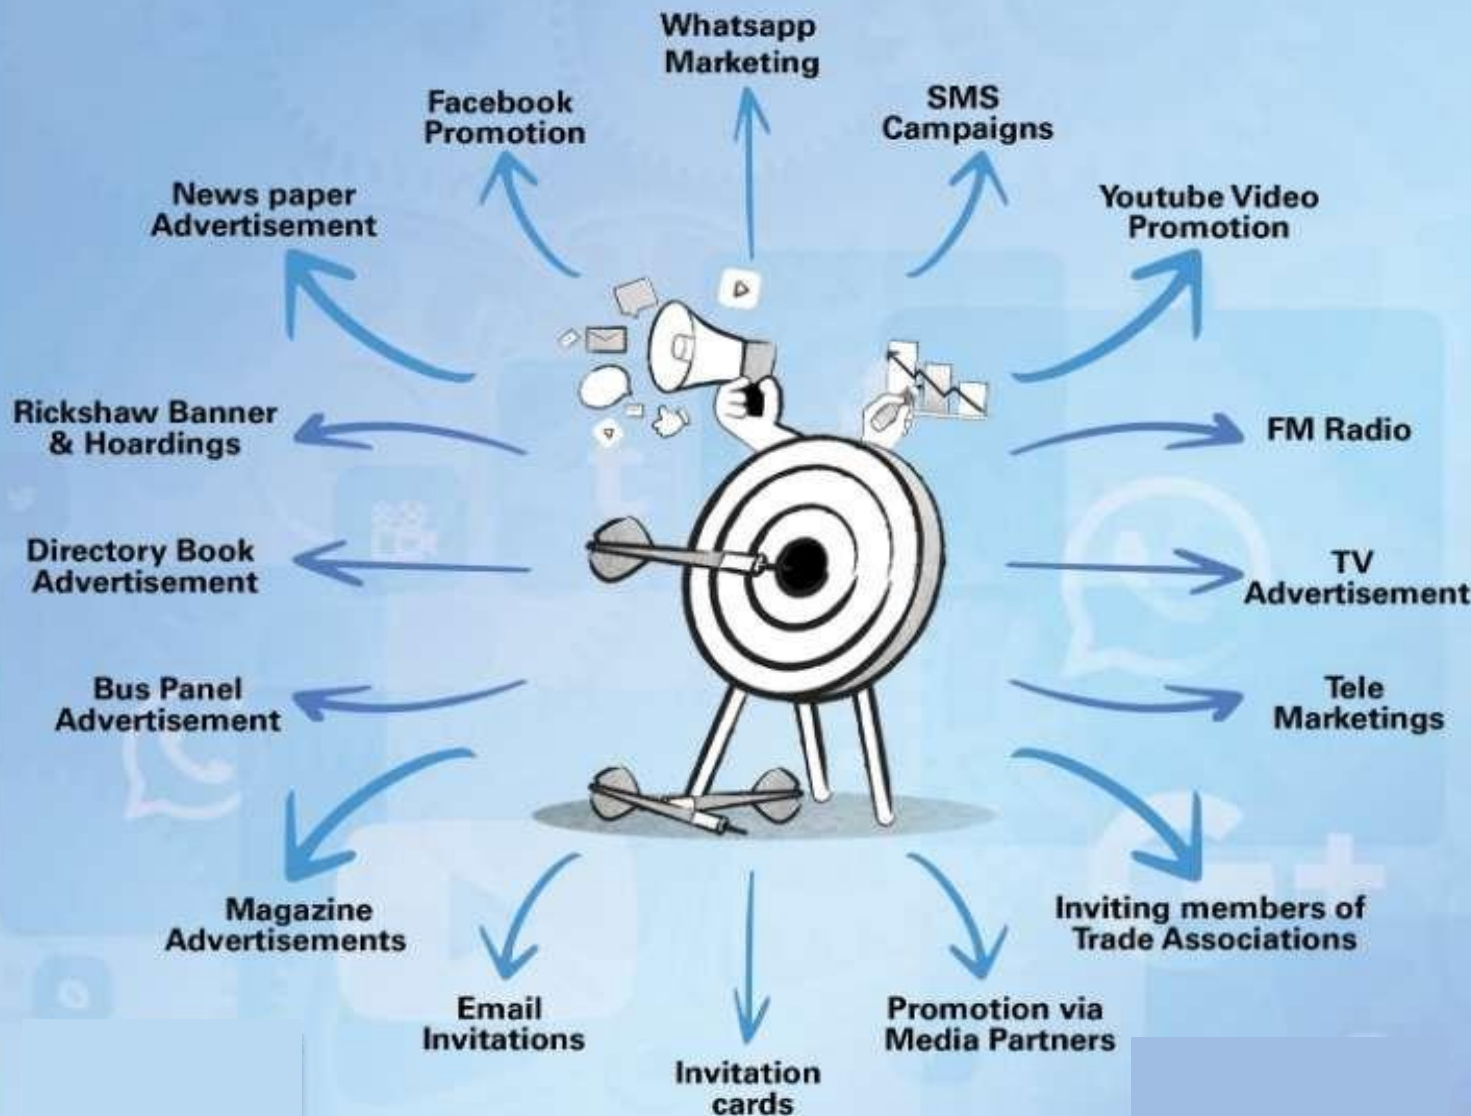 Whatsapp
Marketing
Facebook
Promotion
SMS
Campaigns
News paper
Advertisement
Youtube Video
Promotion
Rickshaw Banner
& Hoardings
FM Radio
Directory Book
Advertisement
TV
Advertisement
Bus Panel
Advertisement
Tele
Marketings
Magazine
Advertisements
Inviting members of
Trade Associations
Email
Invitations
Promotion via
Media Partners
Invitation
cards